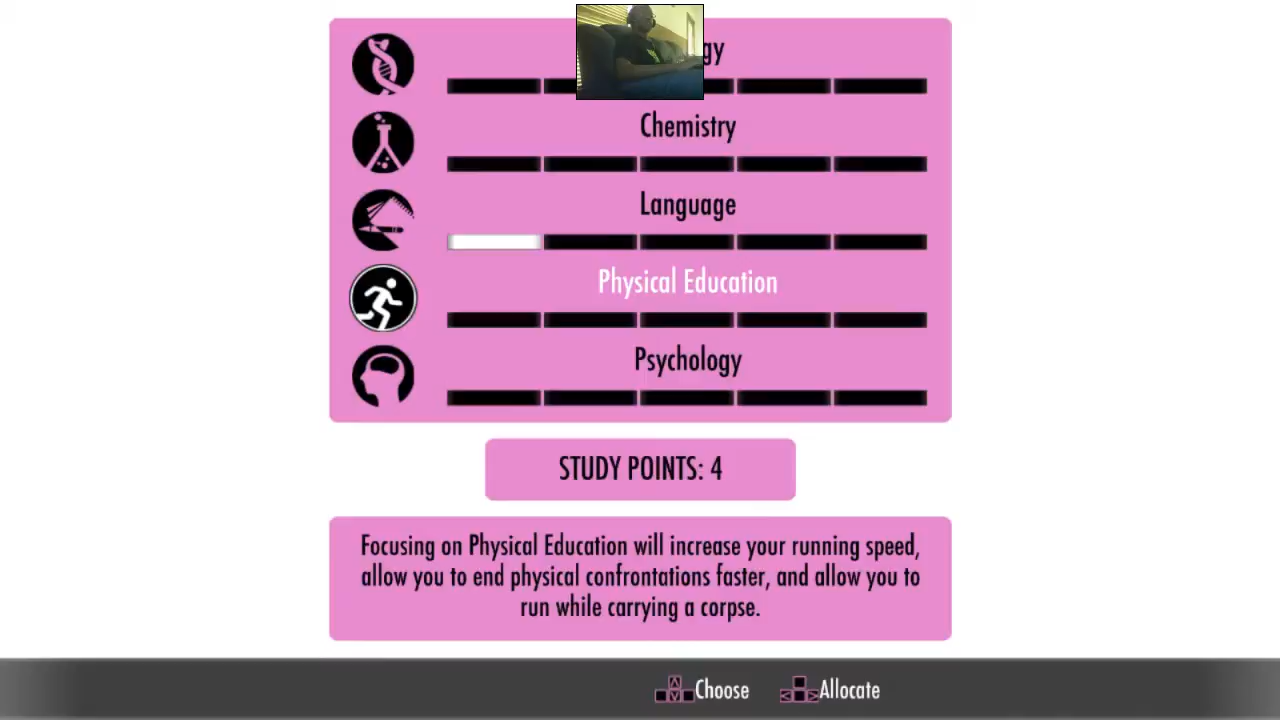 Chemistry
Language
Physical Education
Psychology
STUDY POINTS: 4
Focusing on Physical Education will increase your running speed,
allow you to end physical confrontations faster, and allow you to
run while carrying a corpse.
Choose Allocate